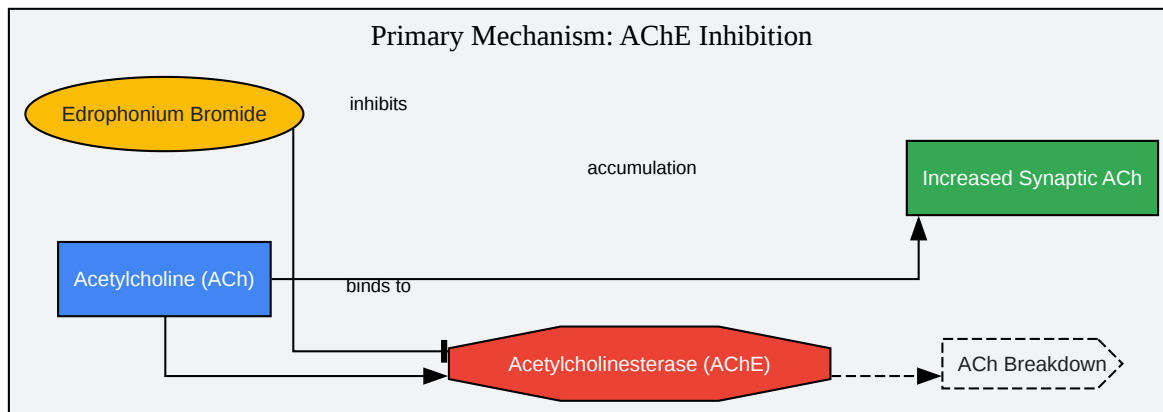 Primary Mechanism: AChE Inhibition
Edrophonium Bromide
inhibits
accumulation
Increased Synaptic ACh
Acetylcholine (ACh)
binds to
Acetylcholinesterase (AChE)
ACh Breakdown